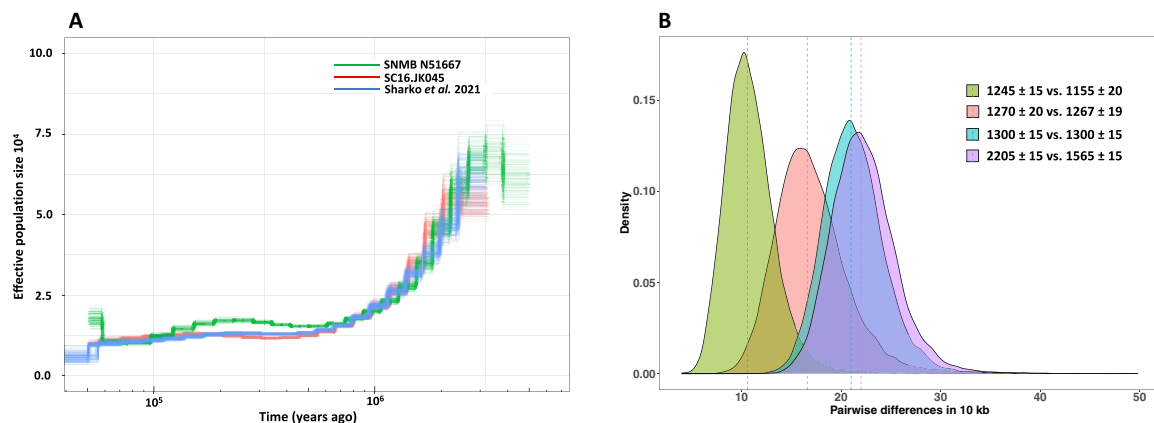 A
10.0
7.5
5.0
2.5
0.0
Effective population size 10⁴
SNMB N51667
SC16.JK045
Sharko et al. 2021
10⁵
10⁶
Time (years ago)
B
0.15
0.10
0.05
0.00
Density
1245 ± 15 vs. 1155 ± 20
1270 ± 20 vs. 1267 ± 19
1300 ± 15 vs. 1300 ± 15
2205 ± 15 vs. 1565 ± 15
10
20
30
40
50
Pairwise differences in 10 kb